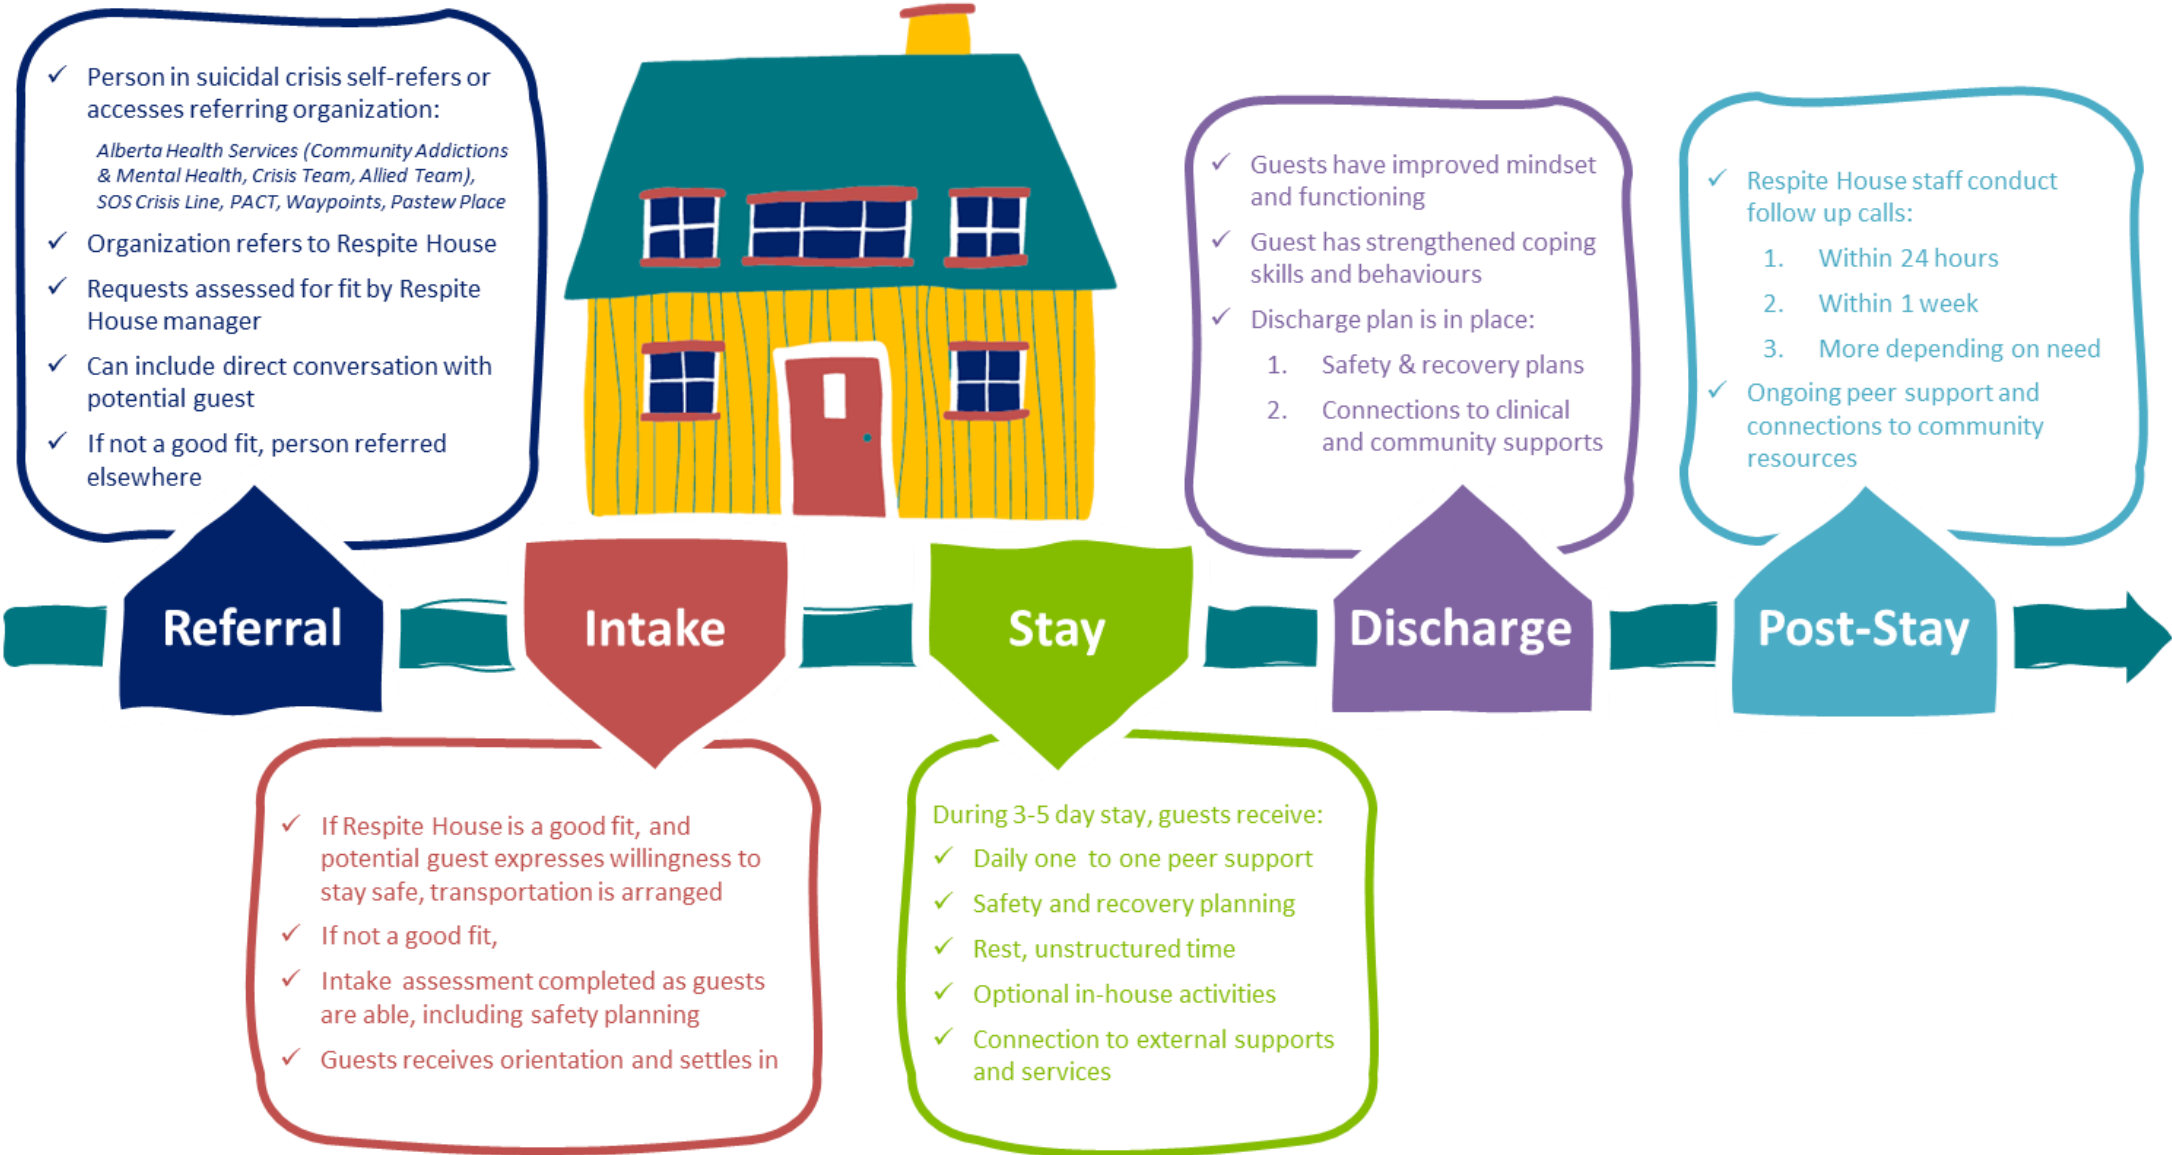 Person in suicidal crisis self-refers or
accesses referring organization:
Alberta Health Services (Community Addictions
& Mental Health, Crisis Team, Allied Team),
SOS Crisis Line, PACT, Waypoints, Pastew Place
Organization refers to Respite House
Requests assessed for fit by Respite
House manager
Can include direct conversation with
potential guest
If not a good fit, person referred
elsewhere
Referral
Intake
If Respite House is a good fit, and
potential guest expresses willingness to
stay safe, transportation is arranged
If not a good fit,
Intake assessment completed as guests
are able, including safety planning
Guests receives orientation and settles in
Stay
During 3-5 day stay, guests receive:
Daily one to one peer support
Safety and recovery planning
Rest, unstructured time
Optional in-house activities
Connection to external supports
and services
Guests have improved mindset
and functioning
Guest has strengthened coping
skills and behaviours
Discharge plan is in place:
1. Safety & recovery plans
2. Connections to clinical
and community supports
Discharge
Respite House staff conduct
follow up calls:
1. Within 24 hours
2. Within 1 week
3. More depending on need
Ongoing peer support and
connections to community
resources
Post-Stay